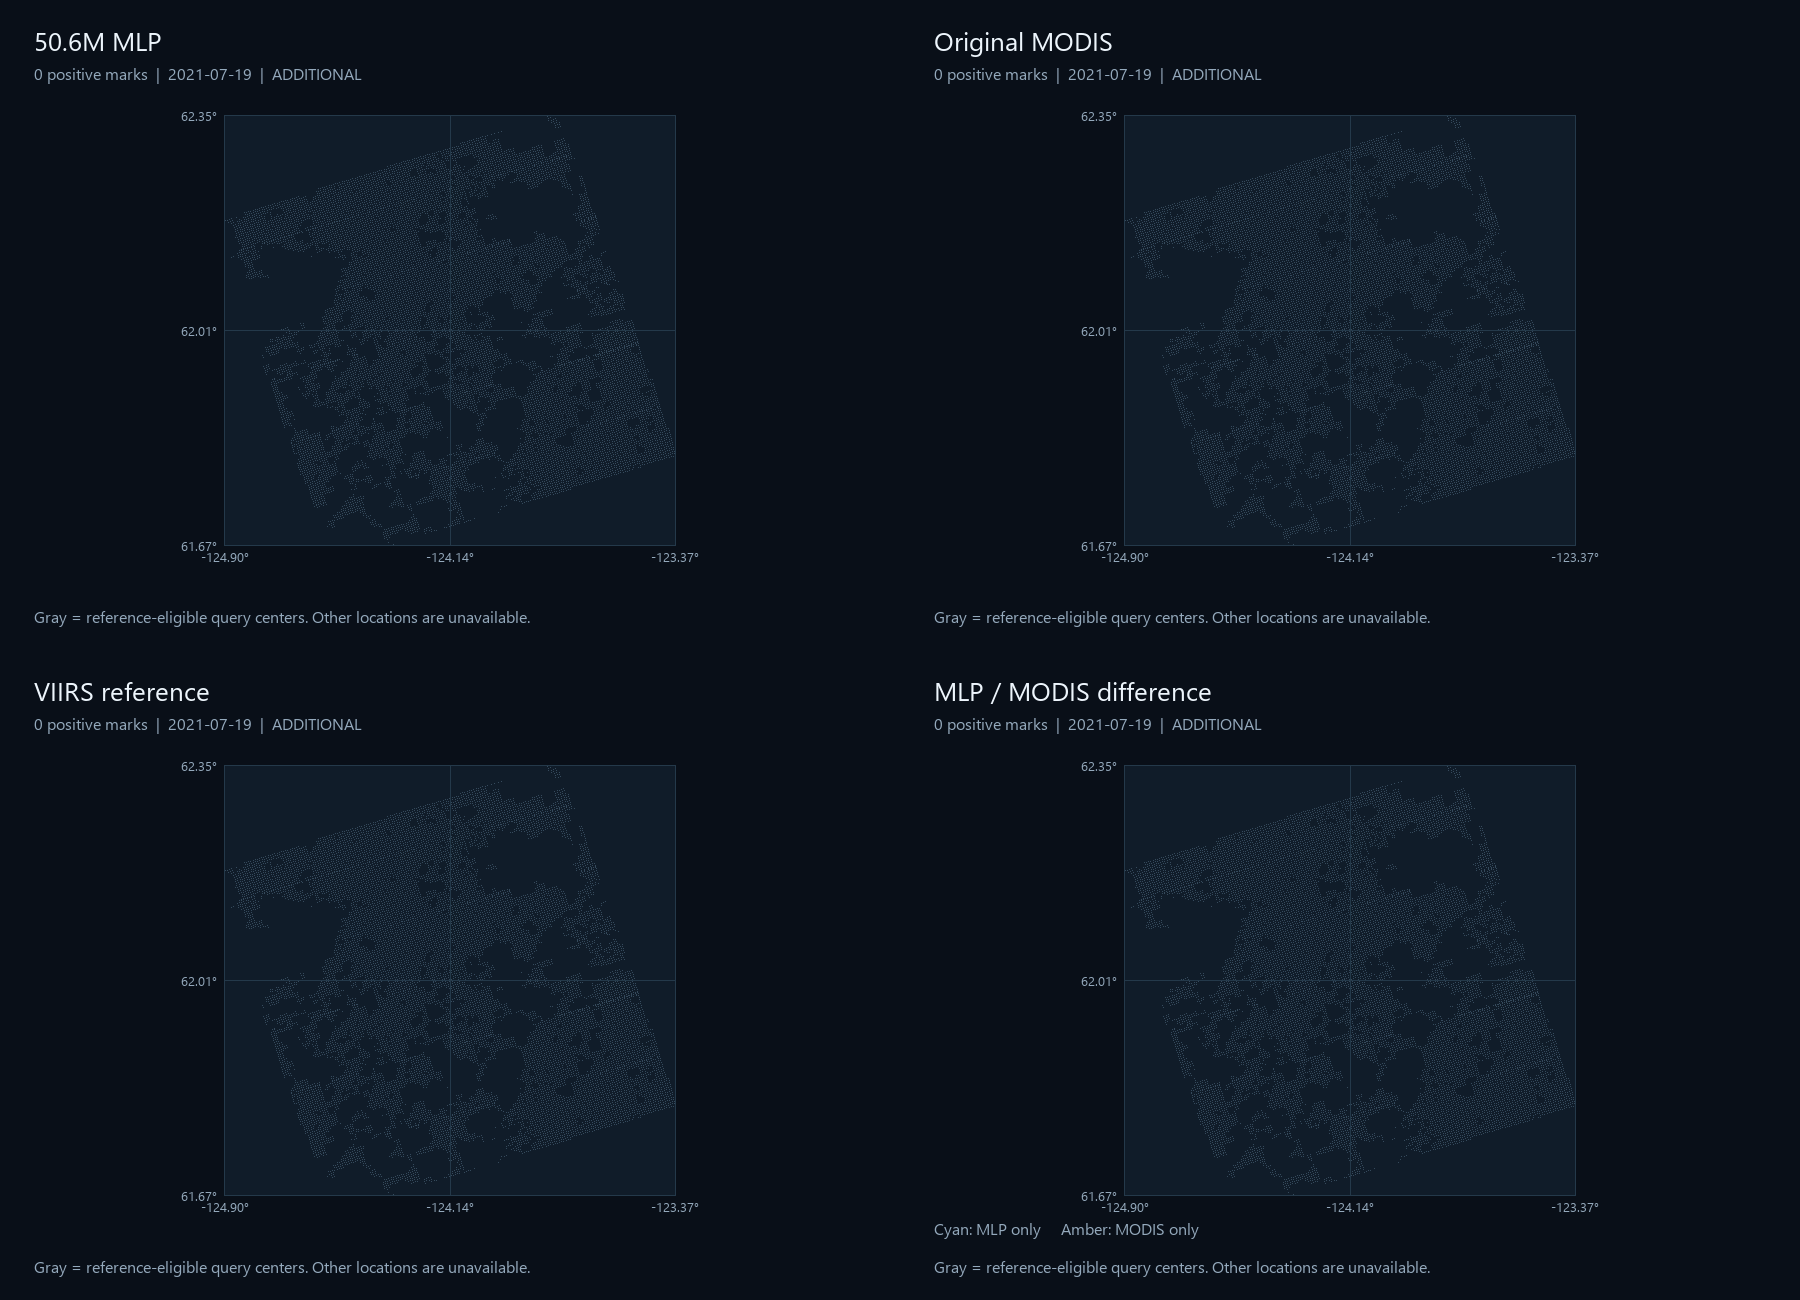 50.6M MLP
0 positive marks | 2021-07-19 | ADDITIONAL
62.35°
62.01°
61.67°
-124.90°
-124.14°
-123.37°
Gray = reference-eligible query centers. Other locations are unavailable.
Original MODIS
0 positive marks | 2021-07-19 | ADDITIONAL
62.35°
62.01°
61.67°
-124.90°
-124.14°
-123.37°
Gray = reference-eligible query centers. Other locations are unavailable.
VIIRS reference
0 positive marks | 2021-07-19 | ADDITIONAL
62.35°
62.01°
61.67°
-124.90°
-124.14°
-123.37°
Gray = reference-eligible query centers. Other locations are unavailable.
MLP / MODIS difference
0 positive marks | 2021-07-19 | ADDITIONAL
62.35°
62.01°
61.67°
-124.90°
-124.14°
-123.37°
Cyan: MLP only Amber: MODIS only
Gray = reference-eligible query centers. Other locations are unavailable.